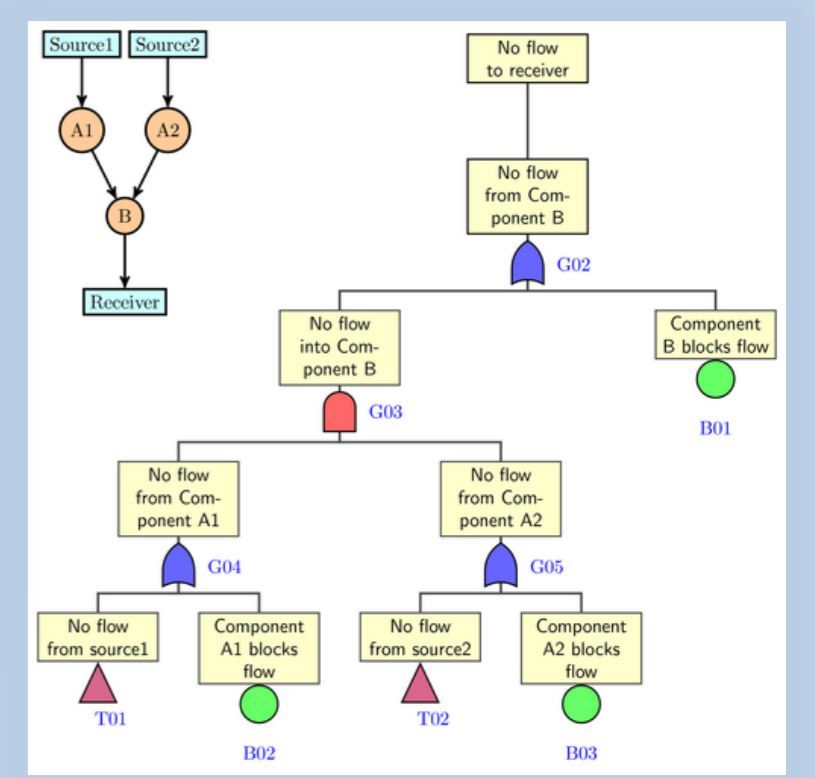 Source1
Source2
A1
A2
B
Receiver
No flow
to receiver
No flow
from Com-
ponent B
G02
No flow
into Com-
ponent B
Component
B blocks flow
G03
B01
No flow
from Com-
ponent A1
No flow
from Com-
ponent A2
G04
G05
No flow
from source1
Component
A1 blocks
flow
No flow
from source2
Component
A2 blocks
flow
T01
B02
T02
B03